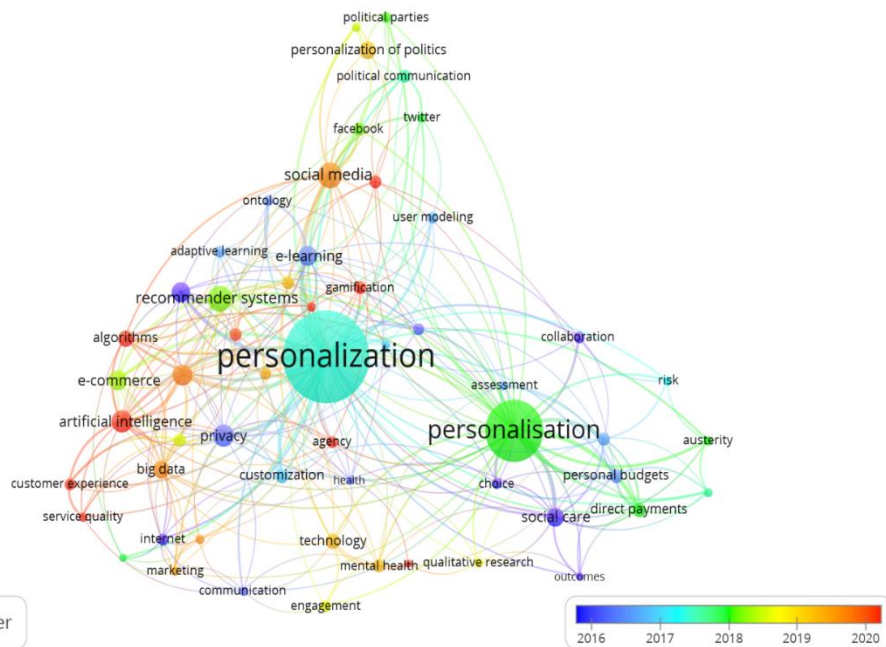 political parties
personalization of politics
political communication
twitter
facebook
social media
ontology
user modeling
adaptive learning
e-learning
gamification
recommender systems
algorithms
collaboration
personalization
e-commerce
assessment
risk
artificial intelligence
personalisation
privacy
agency
austerity
big data
customization
health
personal budgets
customer experience
choice
service quality
social care
direct payments
internet
technology
marketing
mental health
qualitative research
communication
outcomes
engagement
2016 2017 2018 2019 2020